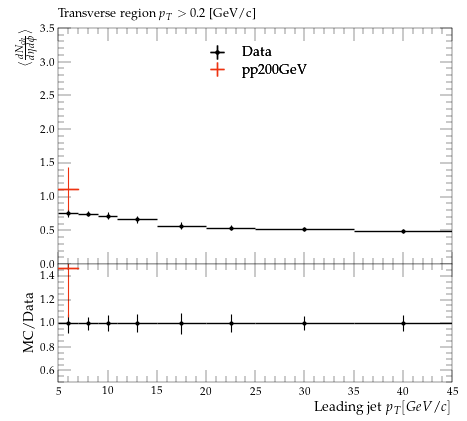 Transverse region p_T > 0.2 [GeV/c]
⟨dN_ch/dηdϕ⟩
3.5
3.0
2.5
2.0
1.5
1.0
0.5
0.0
Data
pp200GeV
MC/Data
1.4
1.2
1.0
0.8
0.6
5 10 15 20 25 30 35 40 45
Leading jet p_T[GeV/c]